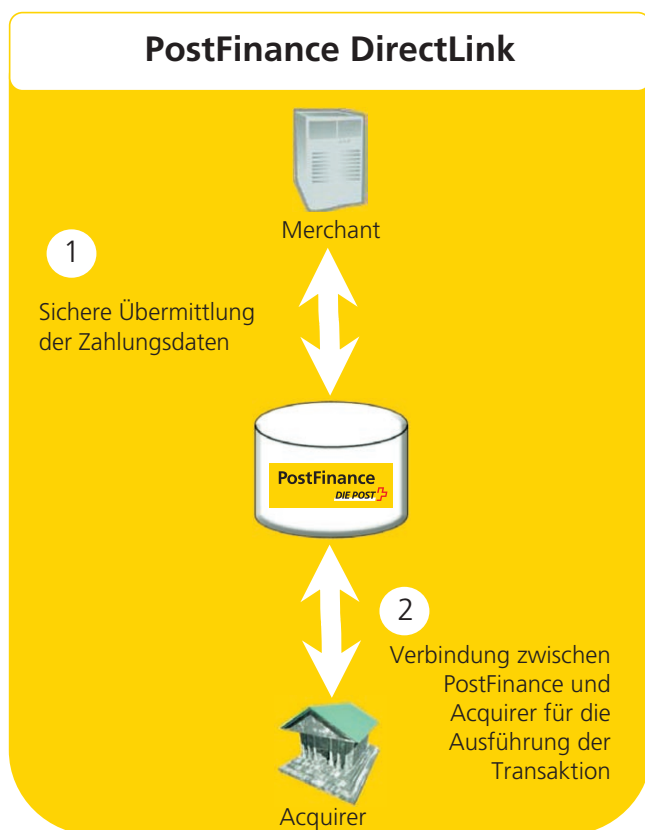 PostFinance DirectLink
Merchant
1
Sichere Übermittlung
der Zahlungsdaten
PostFinance
DIE POST
2
Verbindung zwischen
PostFinance und
Acquirer für die
Ausführung der
Transaktion
Acquirer